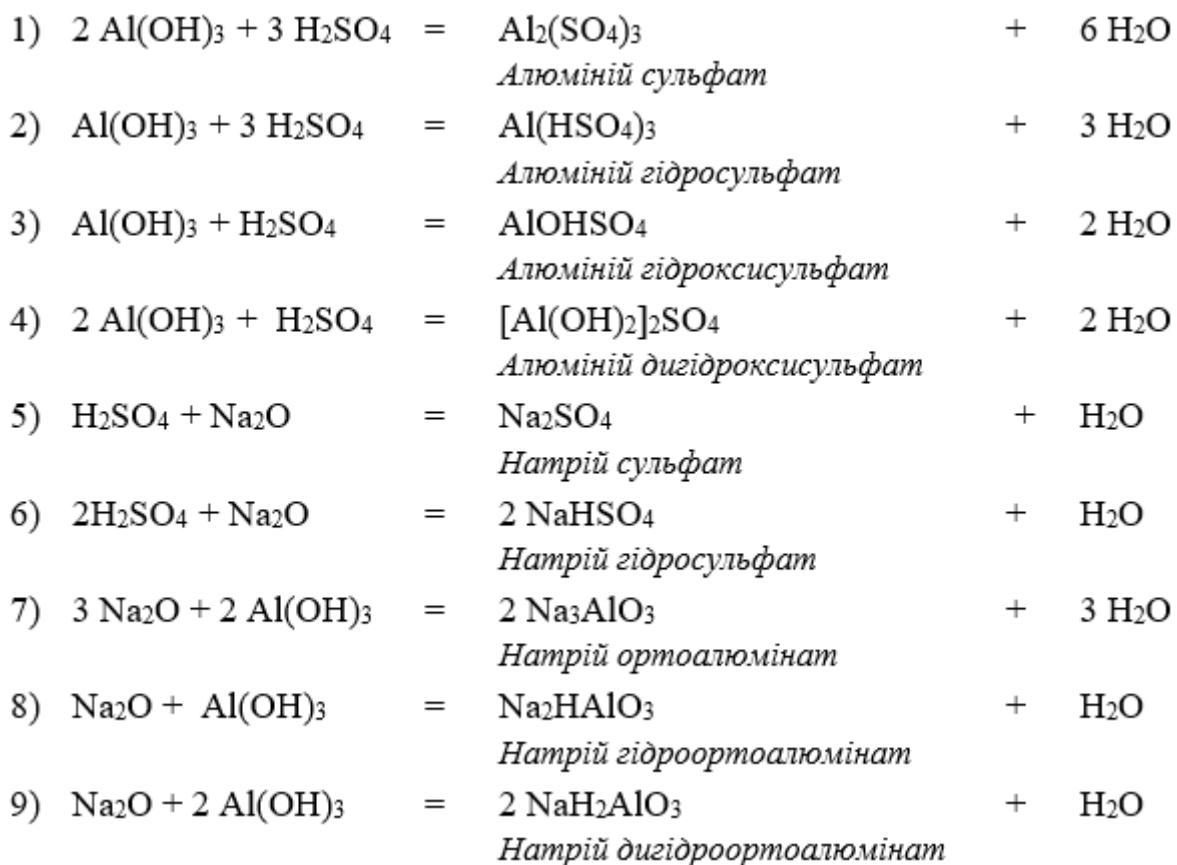 1) 2 Al(OH)₃ + 3 H₂SO₄ = Al₂(SO₄)₃ + 6 H₂O
Алюміній сульфат
2) Al(OH)₃ + 3 H₂SO₄ = Al(HSO₄)₃ + 3 H₂O
Алюміній гідросульфат
3) Al(OH)₃ + H₂SO₄ = AlOHSO₄ + 2 H₂O
Алюміній гідроксисульфат
4) 2 Al(OH)₃ + H₂SO₄ = [Al(OH)₂]₂SO₄ + 2 H₂O
Алюміній дигідроксисульфат
5) H₂SO₄ + Na₂O = Na₂SO₄ + H₂O
Натрій сульфат
6) 2H₂SO₄ + Na₂O = 2 NaHSO₄ + H₂O
Натрій гідросульфат
7) 3 Na₂O + 2 Al(OH)₃ = 2 Na₃AlO₃ + 3 H₂O
Натрій ортоалюмінат
8) Na₂O + Al(OH)₃ = Na₂HAlO₃ + H₂O
Натрій гідроортоалюмінат
9) Na₂O + 2 Al(OH)₃ = 2 NaH₂AlO₃ + H₂O
Натрій дигідроортоалюмінат